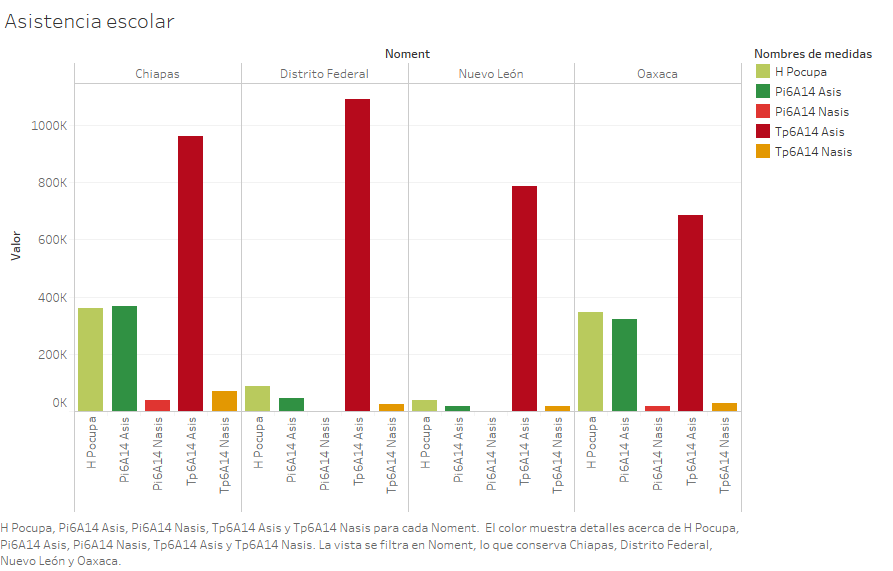 Asistencia escolar
Noment
Chiapas
Distrito Federal
Nuevo León
Oaxaca
Valor
1000K
800K
600K
400K
200K
0K
H Pocupa
Pi6A14 Asis
Pi6A14 Nasis
Tp6A14 Asis
Tp6A14 Nasis
H Pocupa
Pi6A14 Asis
Pi6A14 Nasis
Tp6A14 Asis
Tp6A14 Nasis
H Pocupa
Pi6A14 Asis
Pi6A14 Nasis
Tp6A14 Asis
Tp6A14 Nasis
H Pocupa
Pi6A14 Asis
Pi6A14 Nasis
Tp6A14 Asis
Tp6A14 Nasis
Nombres de medidas
H Pocupa
Pi6A14 Asis
Pi6A14 Nasis
Tp6A14 Asis
Tp6A14 Nasis
H Pocupa, Pi6A14 Asis, Pi6A14 Nasis, Tp6A14 Asis y Tp6A14 Nasis para cada Noment.  El color muestra detalles acerca de H Pocupa,
Pi6A14 Asis, Pi6A14 Nasis, Tp6A14 Asis y Tp6A14 Nasis. La vista se filtra en Noment, lo que conserva Chiapas, Distrito Federal,
Nuevo León y Oaxaca.